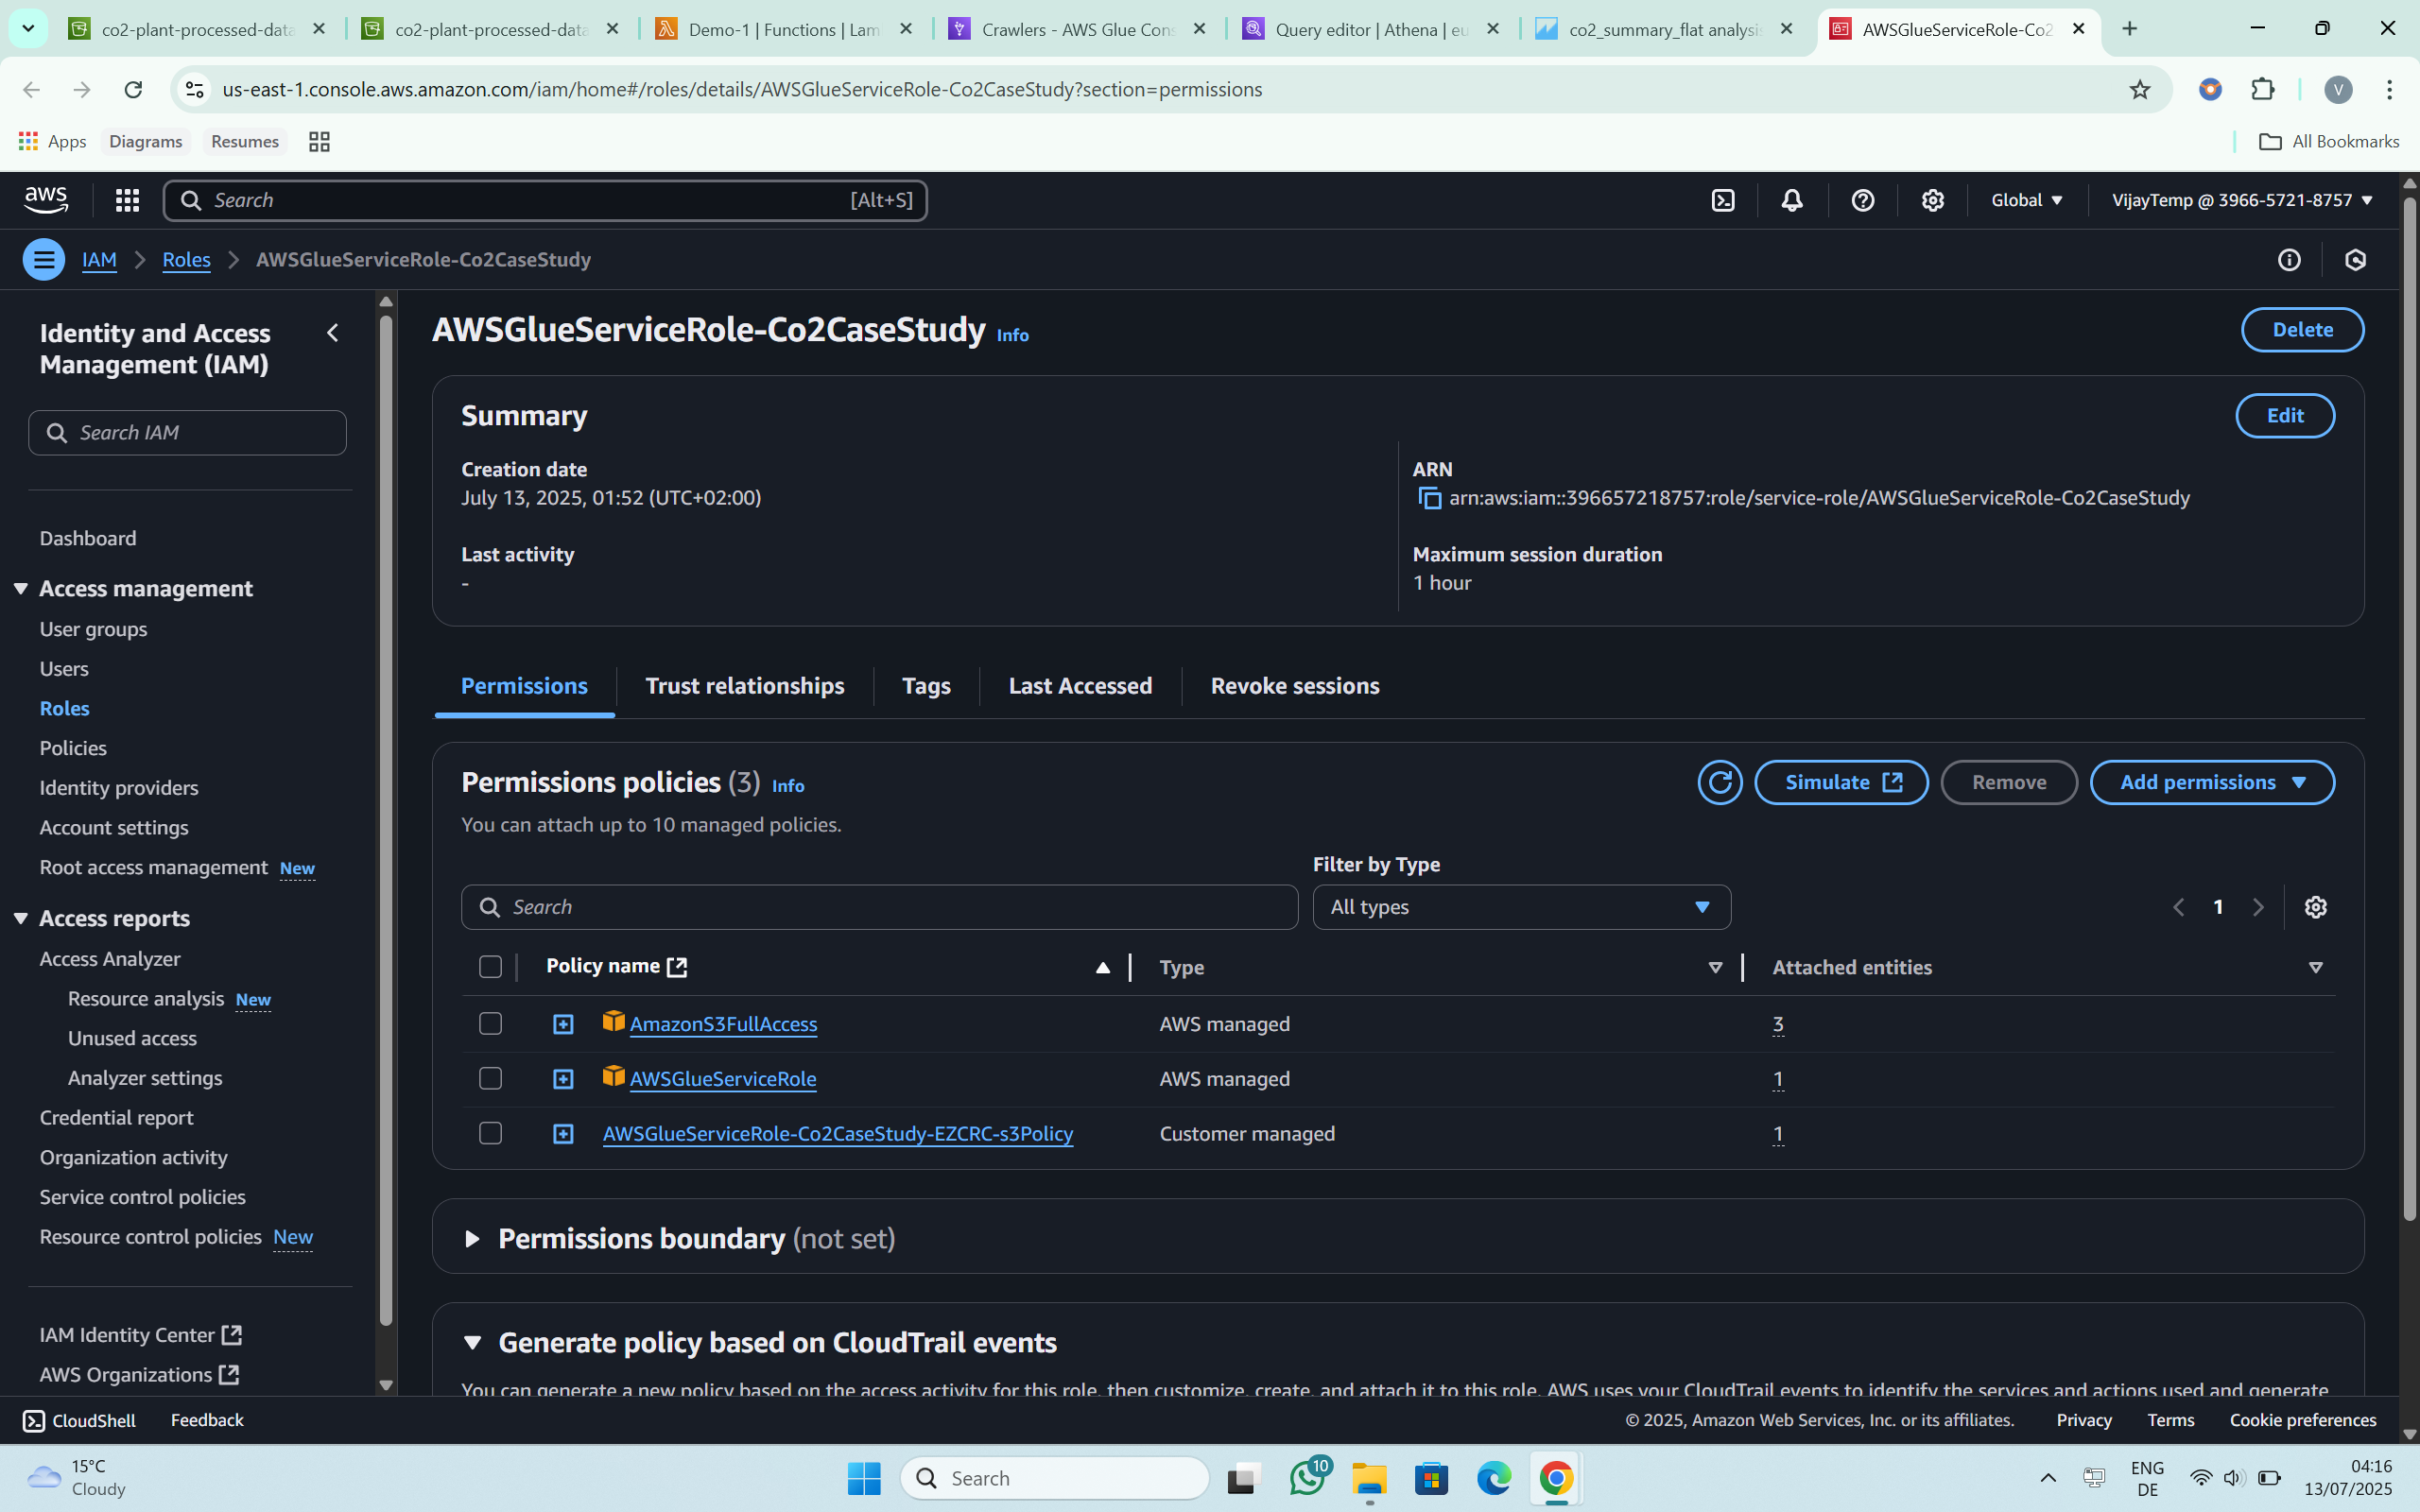 co2-plant-processed-data
co2-plant-processed-data
Demo-1 | Functions | Lam
Crawlers - AWS Glue Cons
Query editor | Athena | eu
co2_summary_flat analysis
AWSGlueServiceRole-Co2
us-east-1.console.aws.amazon.com/iam/home#/roles/details/AWSGlueServiceRole-Co2CaseStudy?section=permissions
V
Apps
Diagrams
Resumes
All Bookmarks
aws
Search
[Alt+S]
Global
VijayTemp @ 3966-5721-8757
IAM
Roles
AWSGlueServiceRole-Co2CaseStudy
Identity and Access
Management (IAM)
Search IAM
Dashboard
Access management
User groups
Users
Roles
Policies
Identity providers
Account settings
Root access management New
Access reports
Access Analyzer
Resource analysis New
Unused access
Analyzer settings
Credential report
Organization activity
Service control policies
Resource control policies New
IAM Identity Center
AWS Organizations
AWSGlueServiceRole-Co2CaseStudy Info
Delete
Summary
Edit
Creation date
July 13, 2025, 01:52 (UTC+02:00)
ARN
arn:aws:iam::396657218757:role/service-role/AWSGlueServiceRole-Co2CaseStudy
Last activity
-
Maximum session duration
1 hour
Permissions
Trust relationships
Tags
Last Accessed
Revoke sessions
Permissions policies (3) Info
Simulate
Remove
Add permissions
You can attach up to 10 managed policies.
Filter by Type
Search
All types
1
Policy name
Type
Attached entities
AmazonS3FullAccess
AWS managed
3
AWSGlueServiceRole
AWS managed
1
AWSGlueServiceRole-Co2CaseStudy-EZCRC-s3Policy
Customer managed
1
Permissions boundary (not set)
Generate policy based on CloudTrail events
You can generate a new policy based on the access activity for this role, then customize, create, and attach it to this role. AWS uses your CloudTrail events to identify the services and actions used and generate
CloudShell
Feedback
© 2025, Amazon Web Services, Inc. or its affiliates.
Privacy
Terms
Cookie preferences
15°C
Cloudy
Search
10
ENG
DE
04:16
13/07/2025